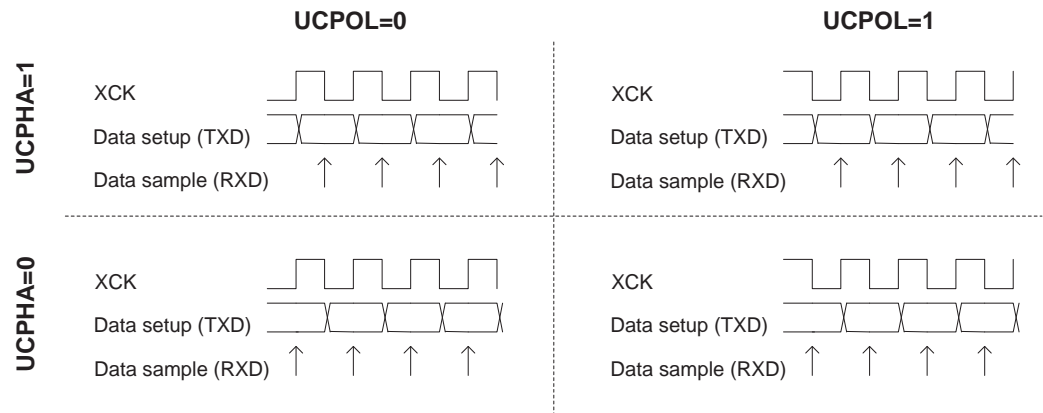 UCPOL=0
UCPOL=1
UCPHA=1
XCK
Data setup (TXD)
Data sample (RXD)
XCK
Data setup (TXD)
Data sample (RXD)
UCPHA=0
XCK
Data setup (TXD)
Data sample (RXD)
XCK
Data setup (TXD)
Data sample (RXD)